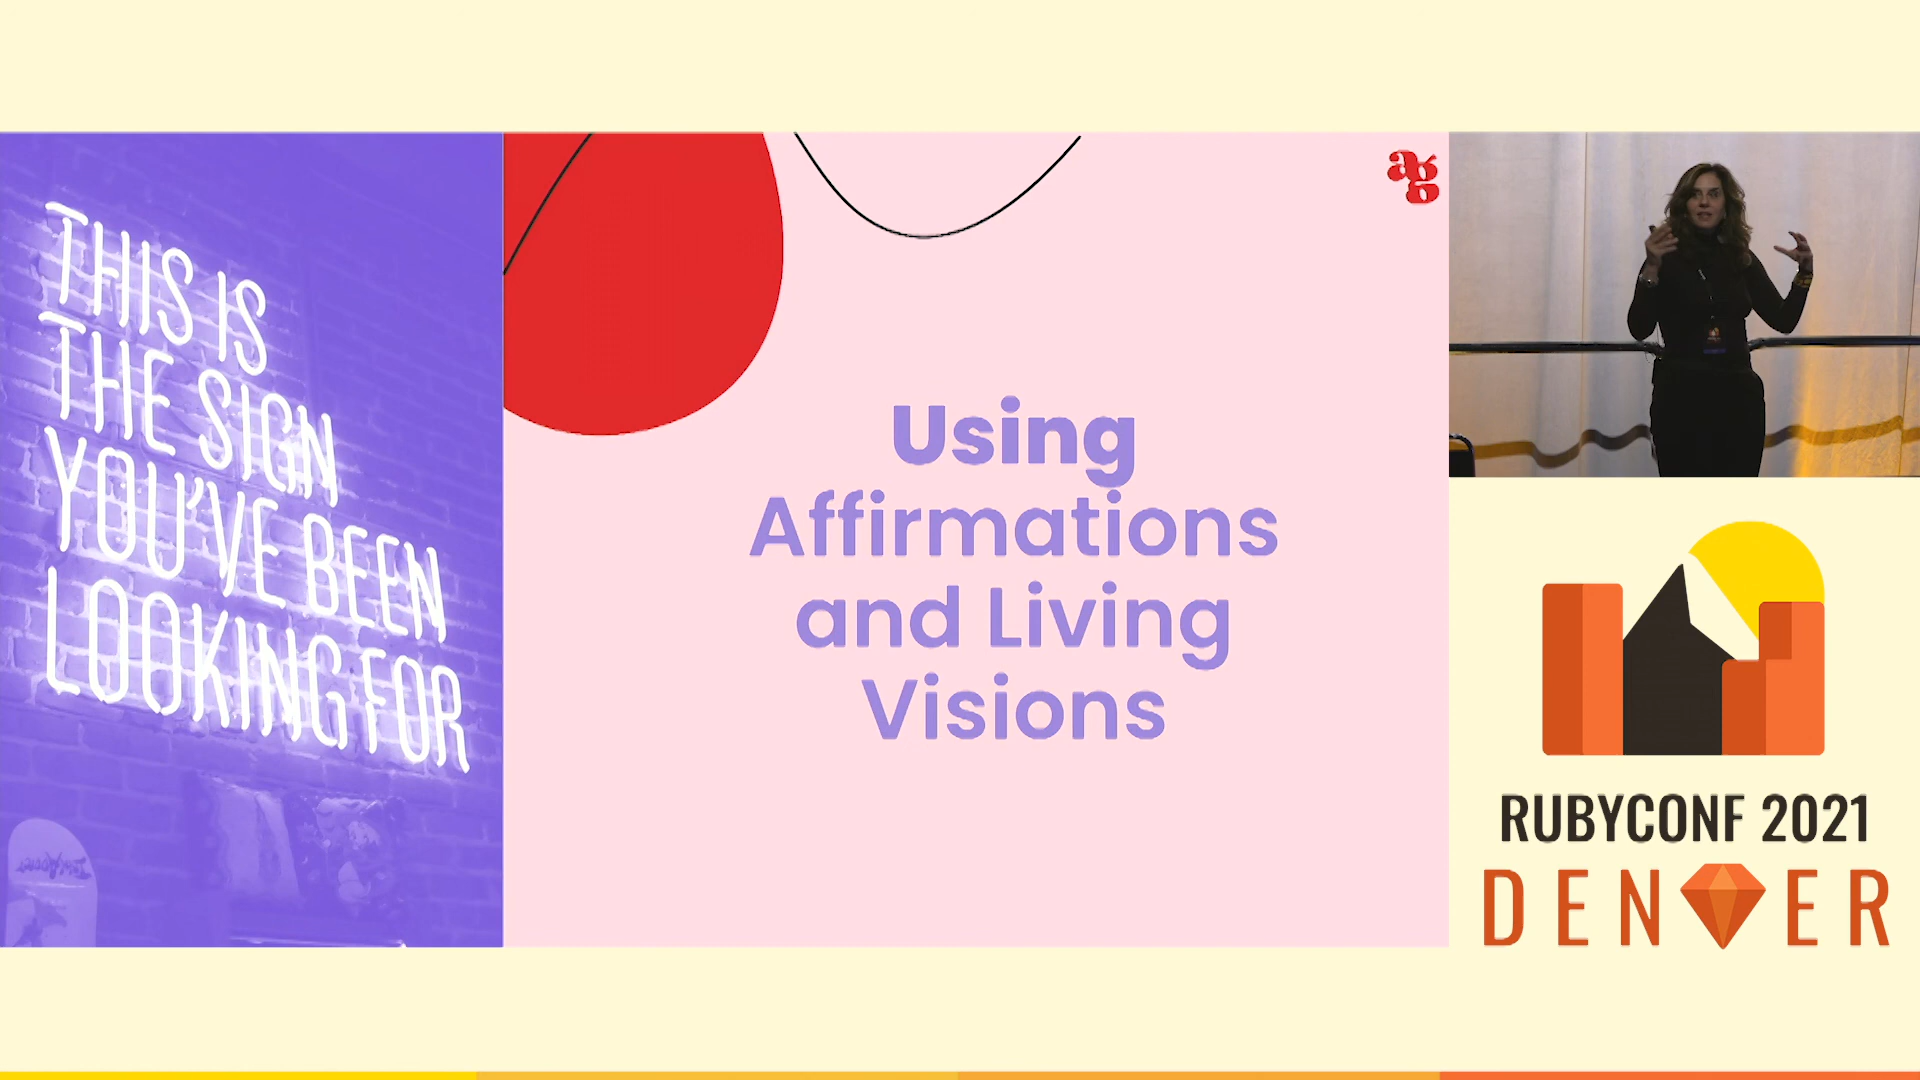 THIS IS
THE SIGN
YOU'VE BEEN
LOOKING FOR
ag
Using
Affirmations
and Living
Visions
RUBYCONF 2021
DENVER